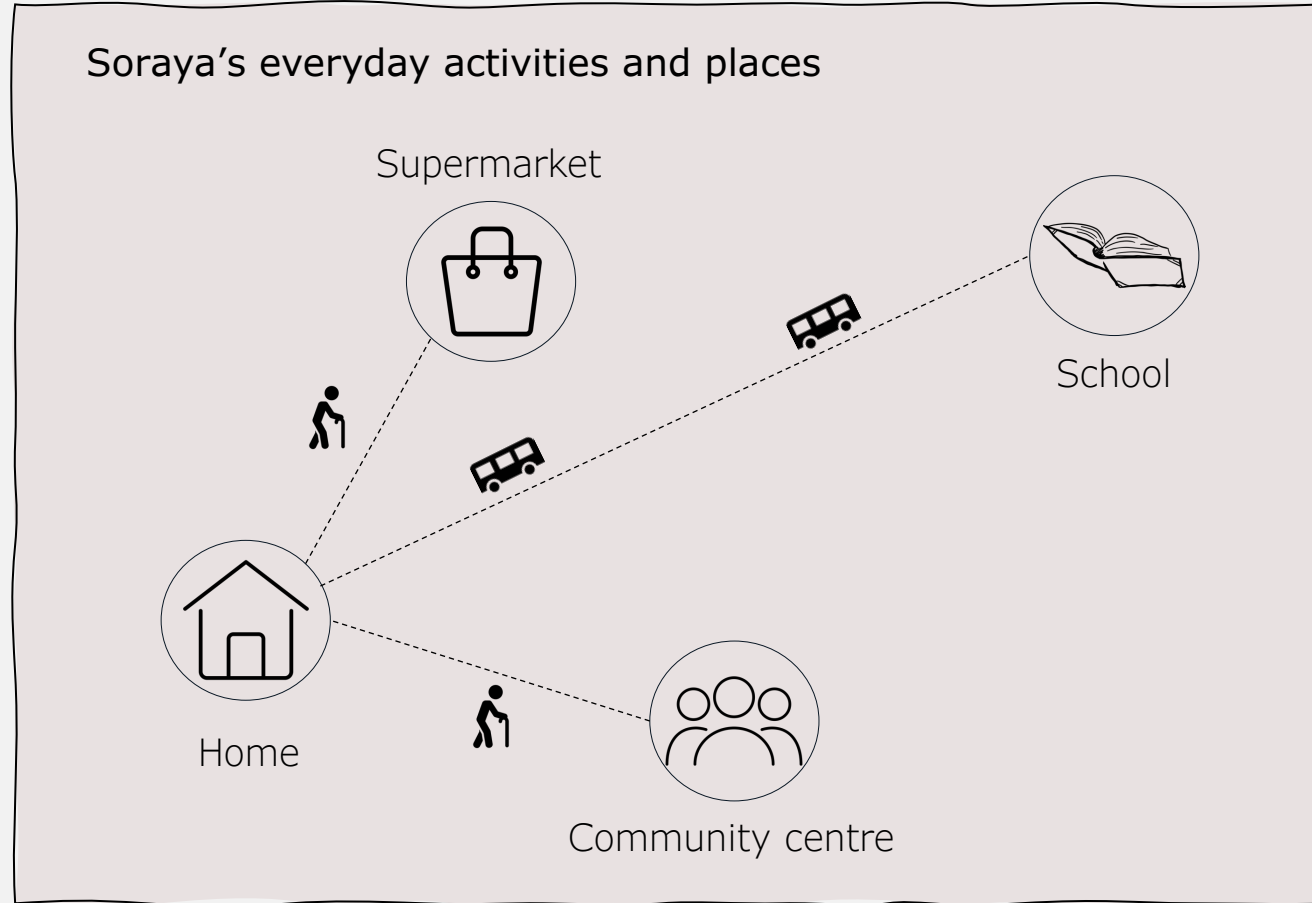 Soraya’s everyday activities and places
Supermarket
School
Home
Community centre